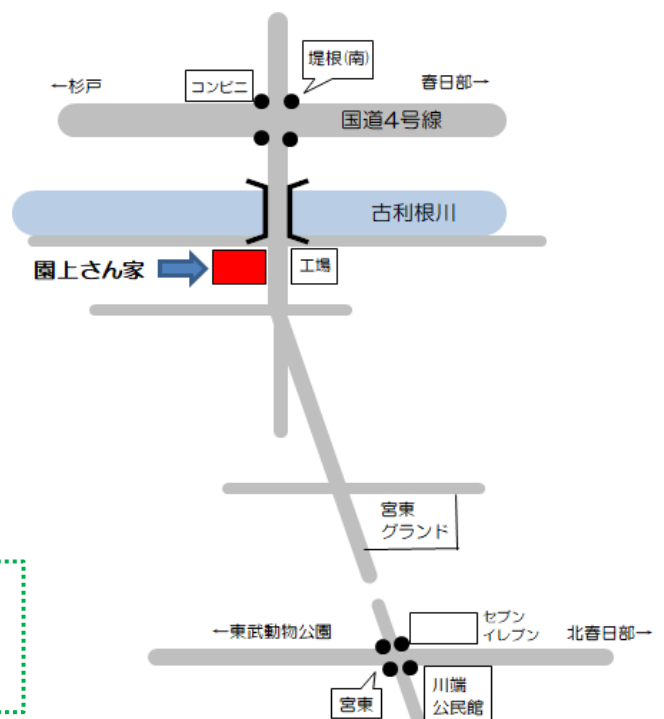 堤根(南)
←杉戸
コンビニ
春日部→
国道4号線
古利根川
園上さん家
工場
宮東
グランド
セブン
イレブン
←東武動物公園
北春日部→
宮東
川端
公民館